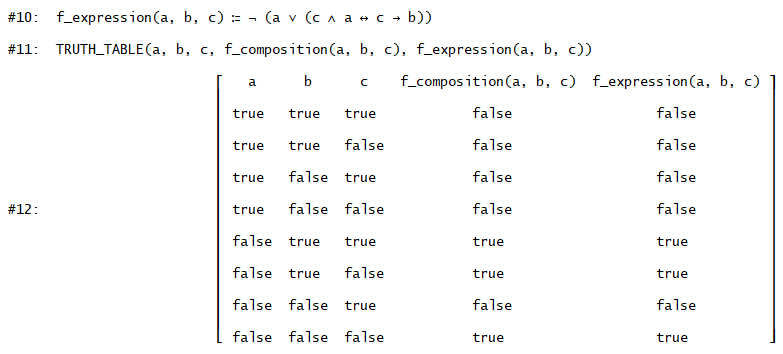 #10: f_expression(a, b, c) ≔ ¬ (a ∨ (c ∧ a ↔ c → b))
#11: TRUTH_TABLE(a, b, c, f_composition(a, b, c), f_expression(a, b, c))
a b c f_composition(a, b, c) f_expression(a, b, c)
true true true false false
true true false false false
true false true false false
#12: true false false false false
false true true true true
false true false true true
false false true false false
false false false true true